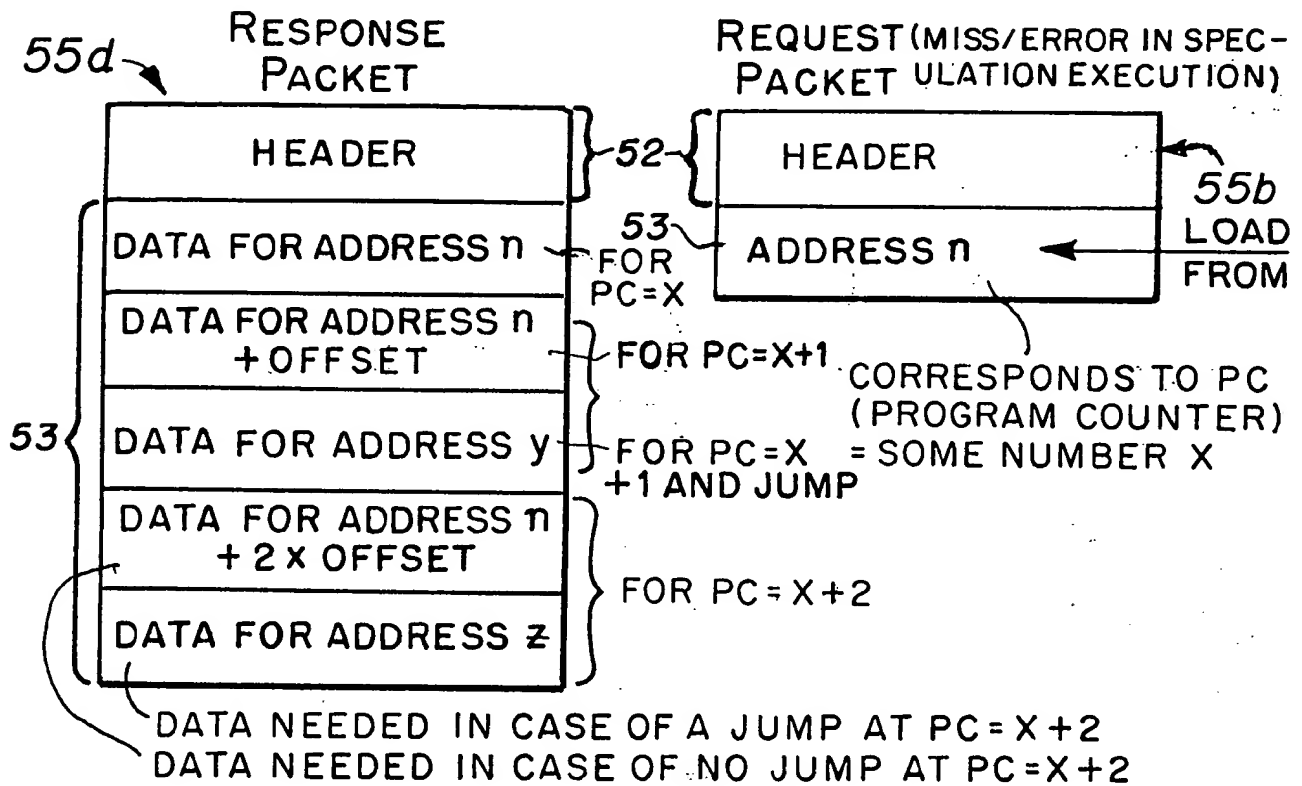 55d
RESPONSE
PACKET
HEADER
DATA FOR ADDRESS n
DATA FOR ADDRESS n
+ OFFSET
DATA FOR ADDRESS y
DATA FOR ADDRESS n
+ 2 x OFFSET
DATA FOR ADDRESS z
53
52
FOR
PC=X
FOR PC=X+1
FOR PC=X
+1 AND JUMP
FOR PC=X+2
DATA NEEDED IN CASE OF A JUMP AT PC=X+2
DATA NEEDED IN CASE OF NO JUMP AT PC=X+2
REQUEST (MISS/ERROR IN SPEC-
PACKET ULATION EXECUTION)
HEADER
55b
53
ADDRESS n
LOAD
FROM
CORRESPONDS TO PC
(PROGRAM COUNTER)
= SOME NUMBER X